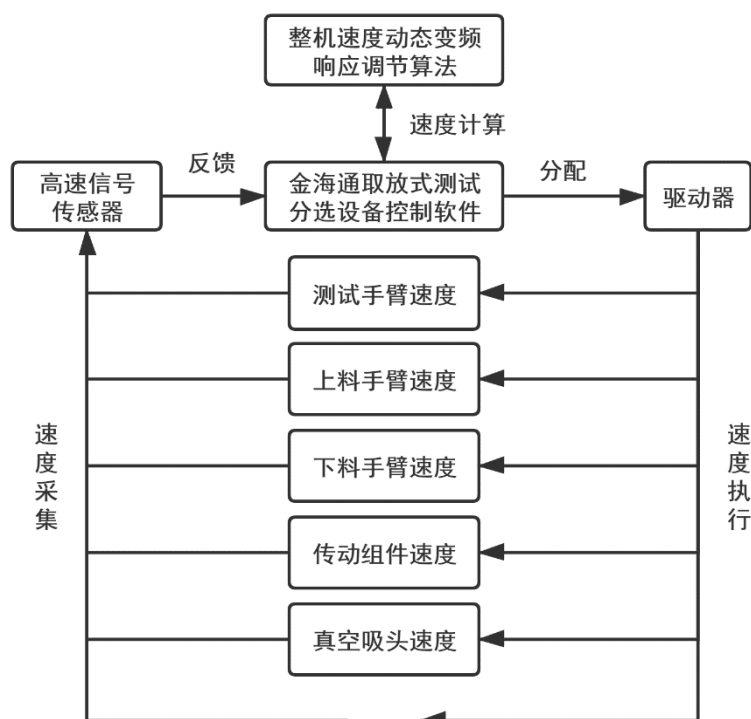 整机速度动态变频
响应调节算法
速度计算
反馈
分配
高速信号
传感器
金海通取放式测试
分选设备控制软件
驱动器
测试手臂速度
上料手臂速度
下料手臂速度
传动组件速度
真空吸头速度
速度采集
速度执行